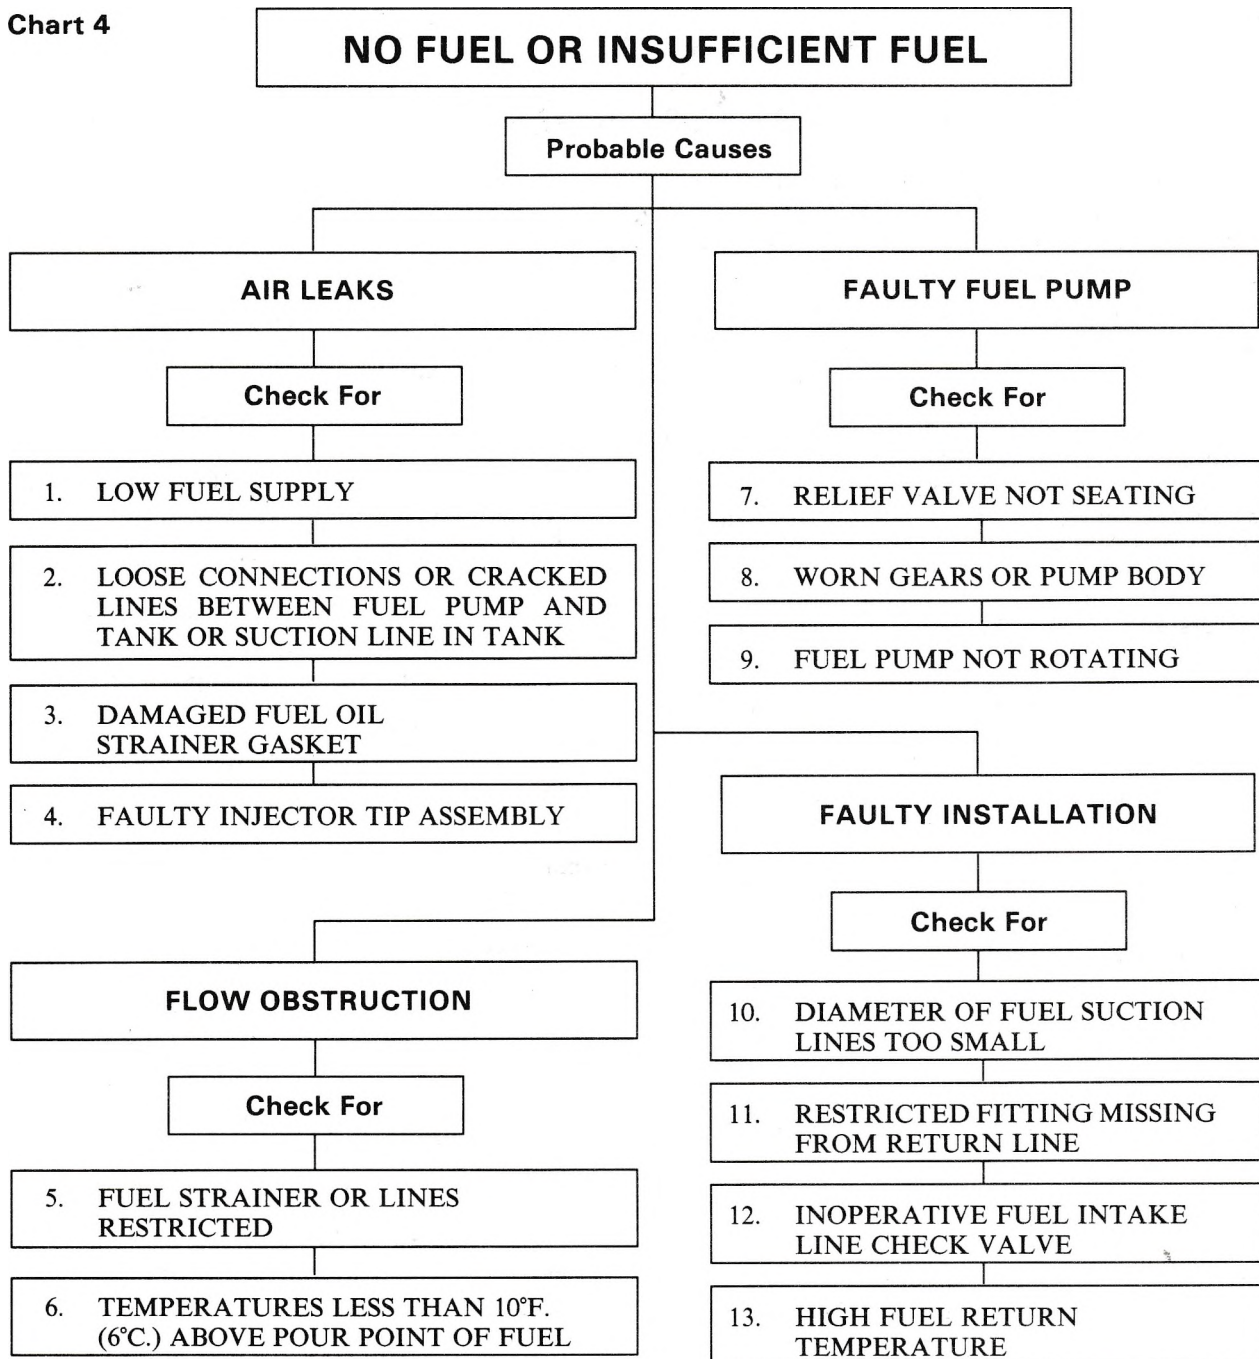 Chart 4
NO FUEL OR INSUFFICIENT FUEL
Probable Causes
AIR LEAKS
Check For
1. LOW FUEL SUPPLY
2. LOOSE CONNECTIONS OR CRACKED
LINES BETWEEN FUEL PUMP AND
TANK OR SUCTION LINE IN TANK
3. DAMAGED FUEL OIL
STRAINER GASKET
4. FAULTY INJECTOR TIP ASSEMBLY
FLOW OBSTRUCTION
Check For
5. FUEL STRAINER OR LINES
RESTRICTED
6. TEMPERATURES LESS THAN 10°F.
(6°C.) ABOVE POUR POINT OF FUEL
FAULTY FUEL PUMP
Check For
7. RELIEF VALVE NOT SEATING
8. WORN GEARS OR PUMP BODY
9. FUEL PUMP NOT ROTATING
FAULTY INSTALLATION
Check For
10. DIAMETER OF FUEL SUCTION
LINES TOO SMALL
11. RESTRICTED FITTING MISSING
FROM RETURN LINE
12. INOPERATIVE FUEL INTAKE
LINE CHECK VALVE
13. HIGH FUEL RETURN
TEMPERATURE